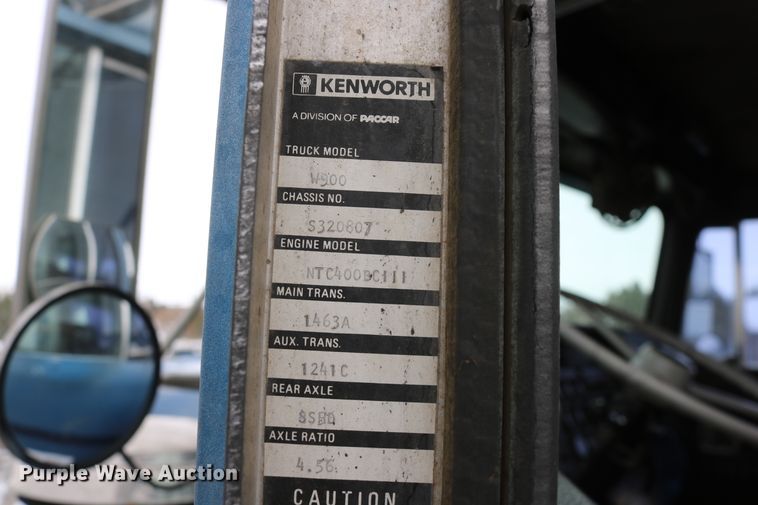 KENWORTH
A DIVISION OF PACCAR
TRUCK MODEL
W900
CHASSIS NO.
S320807
ENGINE MODEL
NTC400BCIII
MAIN TRANS.
1463A
AUX. TRANS.
1241C
REAR AXLE
SSHD
AXLE RATIO
4.56
CAUTION
Purple Wave Auction